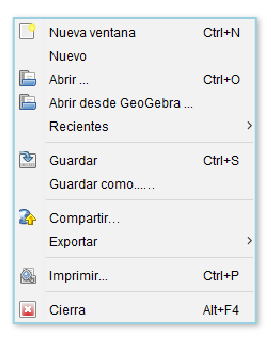 Nueva ventana Ctrl+N
Nuevo
Abrir ... Ctrl+O
Abrir desde GeoGebra ...
Recientes
Guardar Ctrl+S
Guardar como......
Compartir...
Exportar
Imprimir... Ctrl+P
Cierra Alt+F4